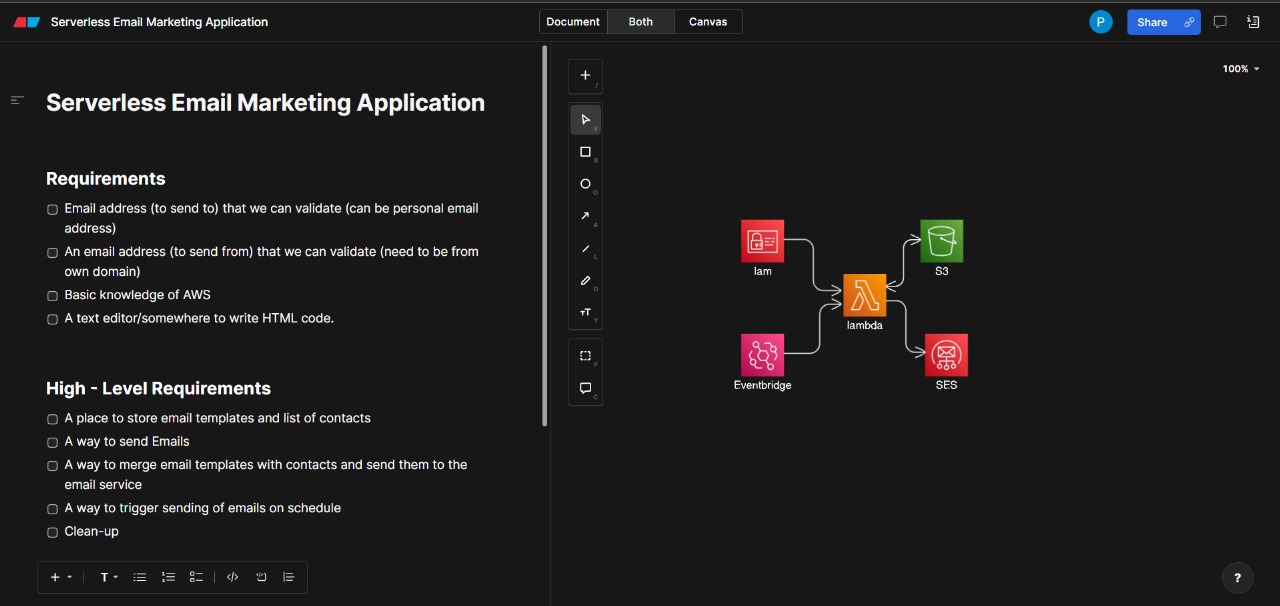 Serverless Email Marketing Application
Document
Both
Canvas
P
Share
Serverless Email Marketing Application
Requirements
Email address (to send to) that we can validate (can be personal email
address)
An email address (to send from) that we can validate (need to be from
own domain)
Basic knowledge of AWS
A text editor/somewhere to write HTML code.
High - Level Requirements
A place to store email templates and list of contacts
A way to send Emails
A way to merge email templates with contacts and send them to the
email service
A way to trigger sending of emails on schedule
Clean-up
T
100%
/
V
R
O
A
L
D
TT
T
F
C
Iam
S3
lambda
Eventbridge
SES
?